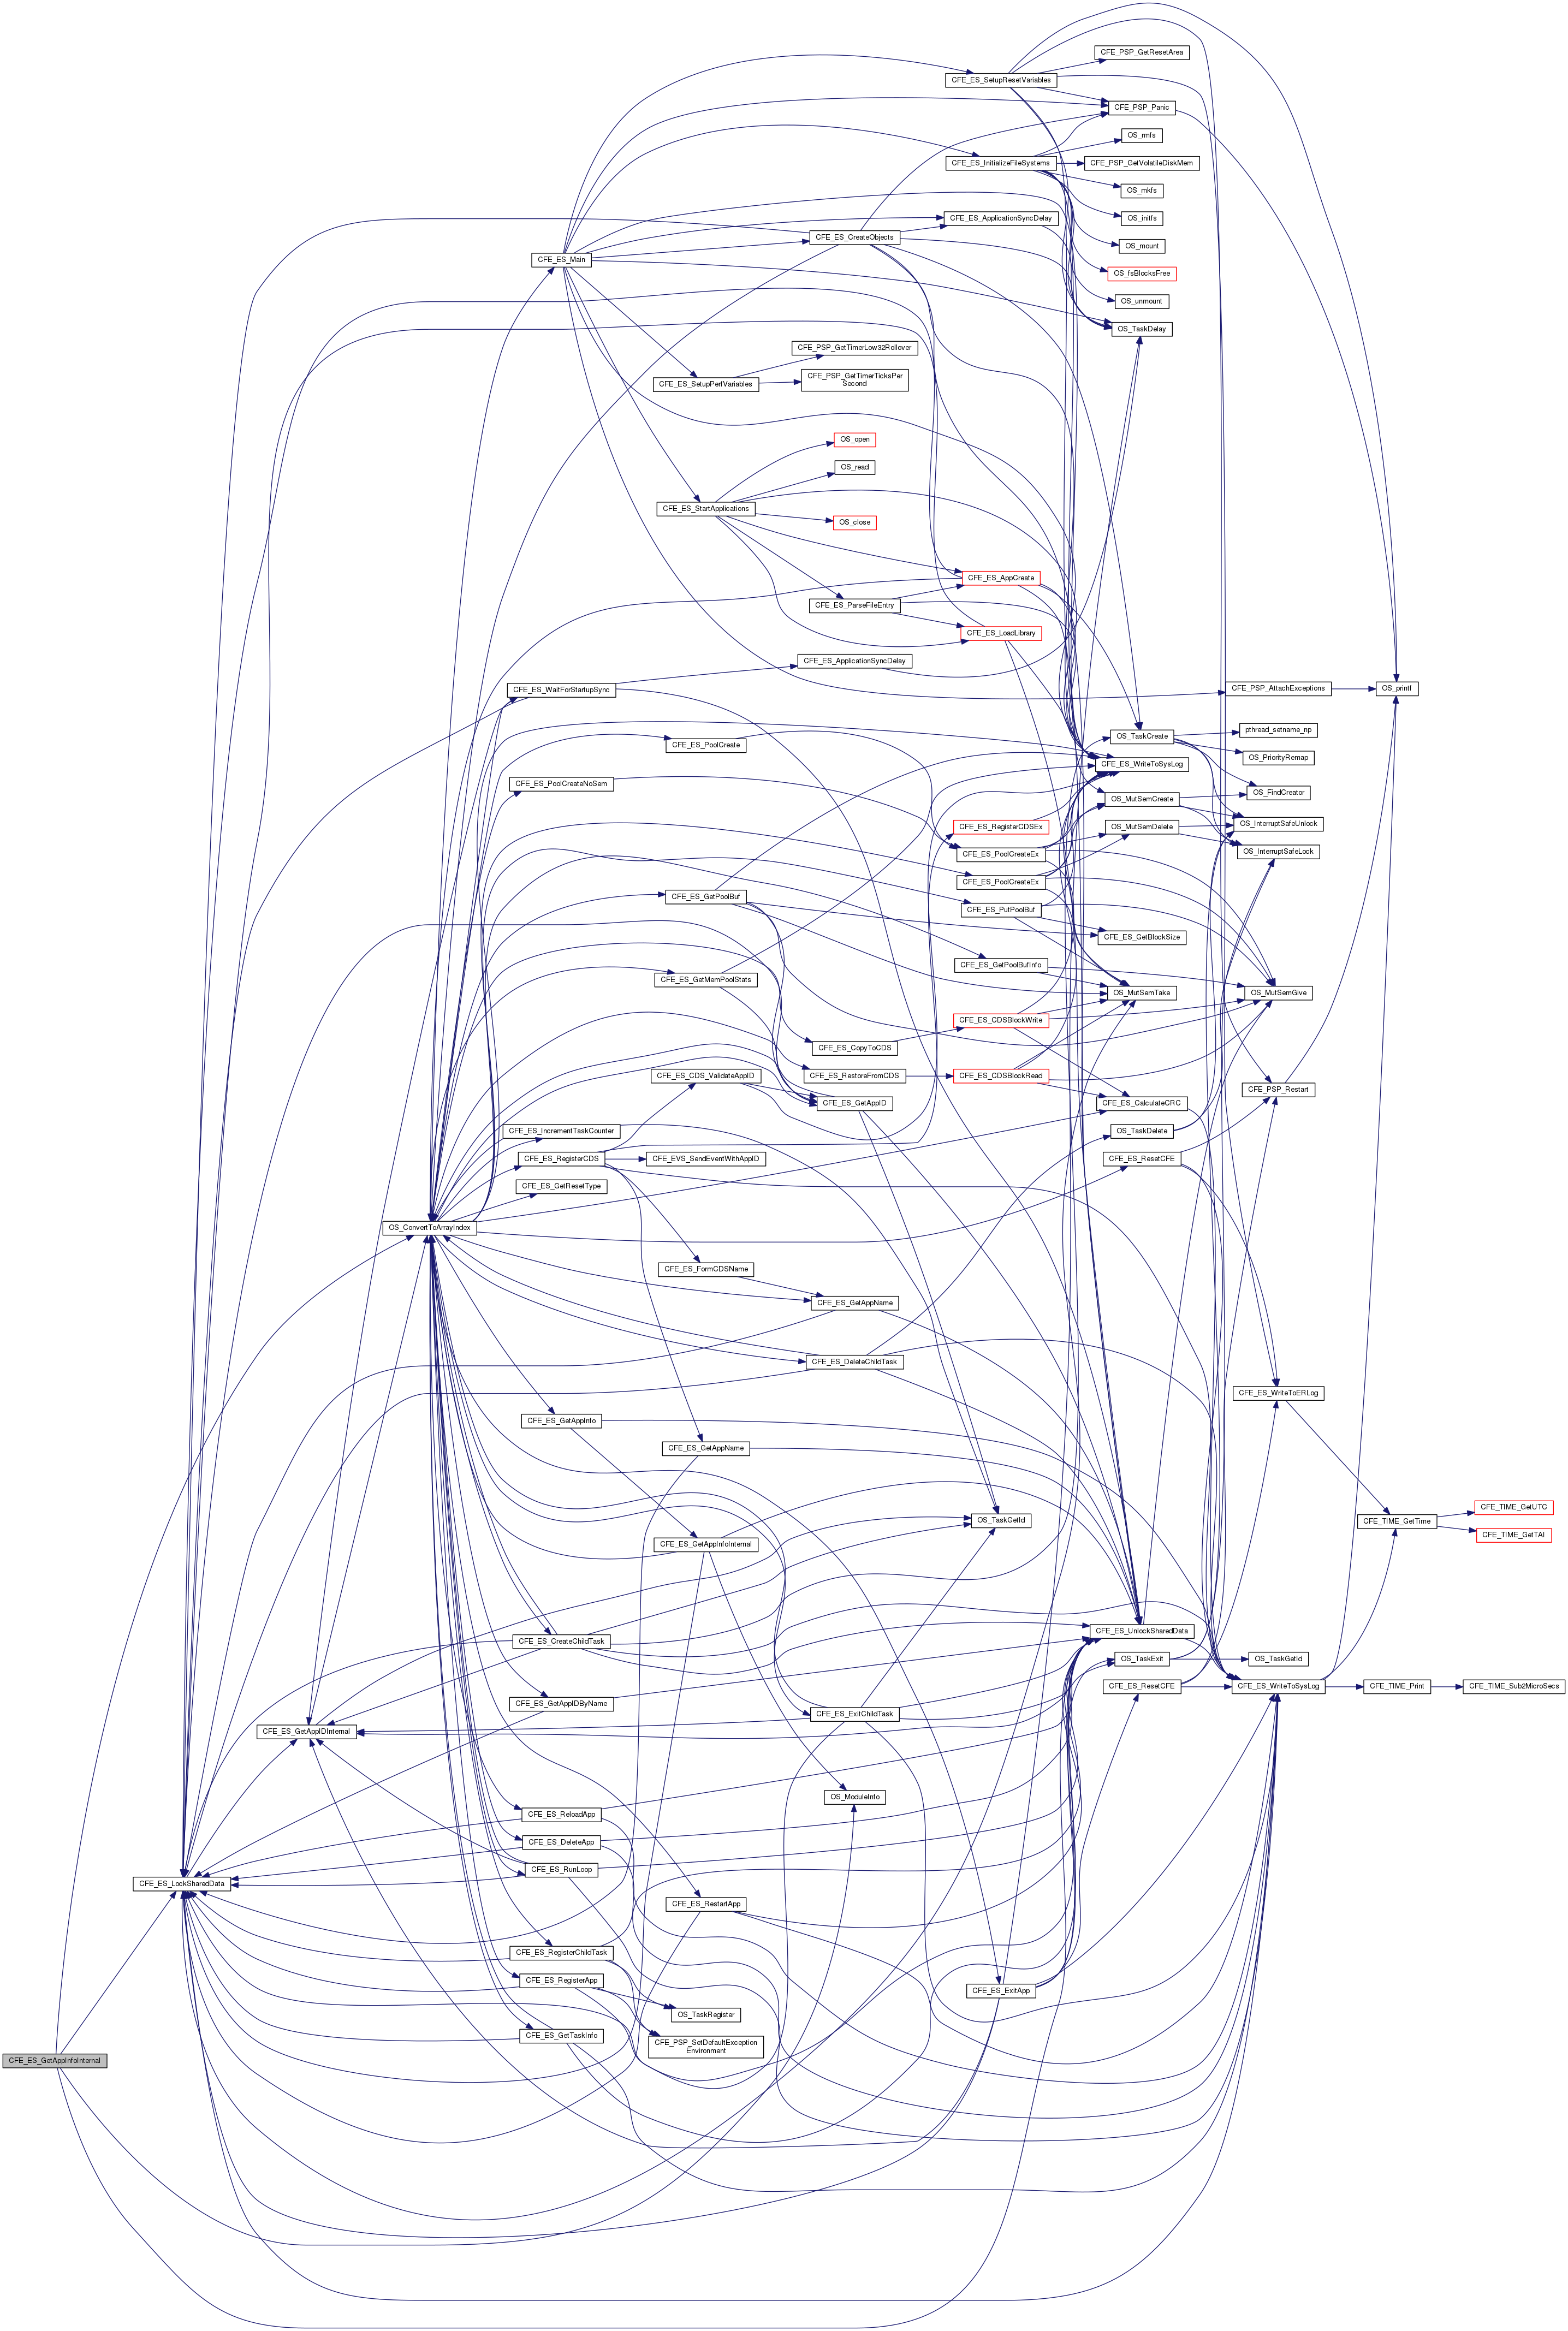 CFE_PSP_GetResetArea
CFE_ES_SetupResetVariables
CFE_PSP_Panic
OS_rmfs
CFE_ES_InitializeFileSystems
CFE_PSP_GetVolatileDiskMem
OS_mkfs
OS_initfs
CFE_ES_ApplicationSyncDelay
CFE_ES_CreateObjects
OS_mount
CFE_ES_Main
OS_fsBlocksFree
OS_unmount
OS_TaskDelay
CFE_PSP_GetTimerLow32Rollover
CFE_ES_SetupPerfVariables
CFE_PSP_GetTimerTicksPer
Second
OS_open
OS_read
CFE_ES_StartApplications
OS_close
CFE_ES_AppCreate
CFE_ES_ParseFileEntry
CFE_ES_LoadLibrary
CFE_ES_ApplicationSyncDelay
CFE_ES_WaitForStartupSync
CFE_PSP_AttachExceptions
OS_printf
pthread_setname_np
OS_TaskCreate
CFE_ES_PoolCreate
OS_PriorityRemap
CFE_ES_WriteToSysLog
CFE_ES_PoolCreateNoSem
OS_FindCreator
OS_MutSemCreate
OS_InterruptSafeUnlock
CFE_ES_RegisterCDSEx
OS_MutSemDelete
OS_InterruptSafeLock
CFE_ES_PoolCreateEx
CFE_ES_PoolCreateEx
CFE_ES_GetPoolBuf
CFE_ES_PutPoolBuf
CFE_ES_GetBlockSize
CFE_ES_GetPoolBufInfo
CFE_ES_GetMemPoolStats
OS_MutSemTake
OS_MutSemGive
CFE_ES_CDSBlockWrite
CFE_ES_CopyToCDS
CFE_ES_CDS_ValidateAppID
CFE_ES_RestoreFromCDS
CFE_ES_CDSBlockRead
CFE_PSP_Restart
CFE_ES_GetAppID
CFE_ES_CalculateCRC
CFE_ES_IncrementTaskCounter
OS_TaskDelete
CFE_ES_RegisterCDS
CFE_EVS_SendEventWithAppID
CFE_ES_ResetCFE
CFE_ES_GetResetType
OS_ConvertToArrayIndex
CFE_ES_FormCDSName
CFE_ES_GetAppName
CFE_ES_DeleteChildTask
CFE_ES_WriteToERLog
CFE_ES_GetAppInfo
CFE_ES_GetAppName
CFE_TIME_GetUTC
CFE_TIME_GetTime
OS_TaskGetId
CFE_TIME_GetTAI
CFE_ES_GetAppInfoInternal
CFE_ES_UnlockSharedData
CFE_ES_CreateChildTask
OS_TaskExit
OS_TaskGetId
CFE_ES_ResetCFE
CFE_ES_WriteToSysLog
CFE_TIME_Print
CFE_TIME_Sub2MicroSecs
CFE_ES_GetAppIDByName
CFE_ES_ExitChildTask
CFE_ES_GetAppIDInternal
OS_ModuleInfo
CFE_ES_ReloadApp
CFE_ES_DeleteApp
CFE_ES_RunLoop
CFE_ES_LockSharedData
CFE_ES_RestartApp
CFE_ES_RegisterChildTask
CFE_ES_RegisterApp
CFE_ES_ExitApp
OS_TaskRegister
CFE_ES_GetTaskInfo
CFE_PSP_SetDefaultException
Environment
CFE_ES_GetAppInfoInternal